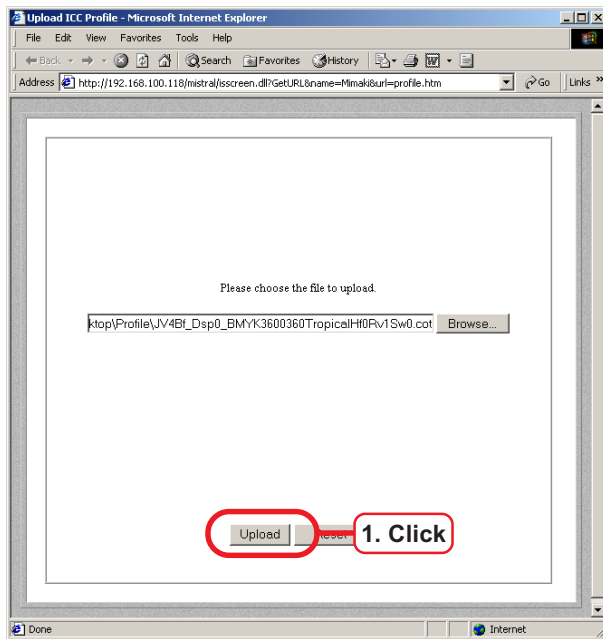 Upload ICC Profile - Microsoft Internet Explorer
File Edit View Favorites Tools Help
Back Search Favorites History
Address http://192.168.100.118/mistral/isscreen.dll?GetURL&name=Mimaki&url=profile.htm Go Links »
Please choose the file to upload.
ktop\Profile\JV4Bf_Dsp0_BMYK3600360TropicalHf0Rv1Sw0.cot Browse...
Upload Reset 1. Click
Done Internet